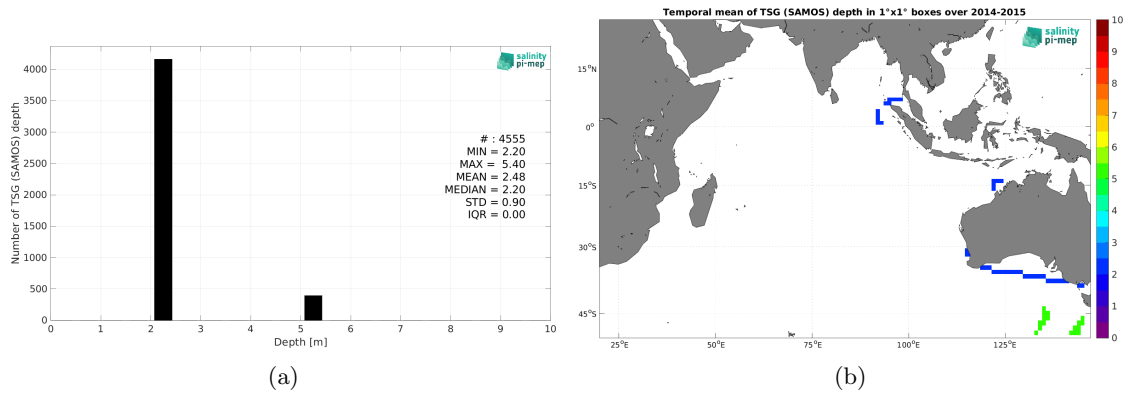 Temporal mean of TSG (SAMOS) depth in 1°x1° boxes over 2014-2015
salinity
pi-mep
Number of TSG (SAMOS) depth
4000
3500
3000
2500
2000
1500
1000
500
0
# : 4555
MIN = 2.20
MAX = 5.40
MEAN = 2.48
MEDIAN = 2.20
STD = 0.90
IQR = 0.00
0 1 2 3 4 5 6 7 8 9 10
Depth [m]
(a)
salinity
pi-mep
15°N
0°
15°S
30°S
45°S
25°E 50°E 75°E 100°E 125°E
10
9
8
7
6
5
4
3
2
1
0
(b)